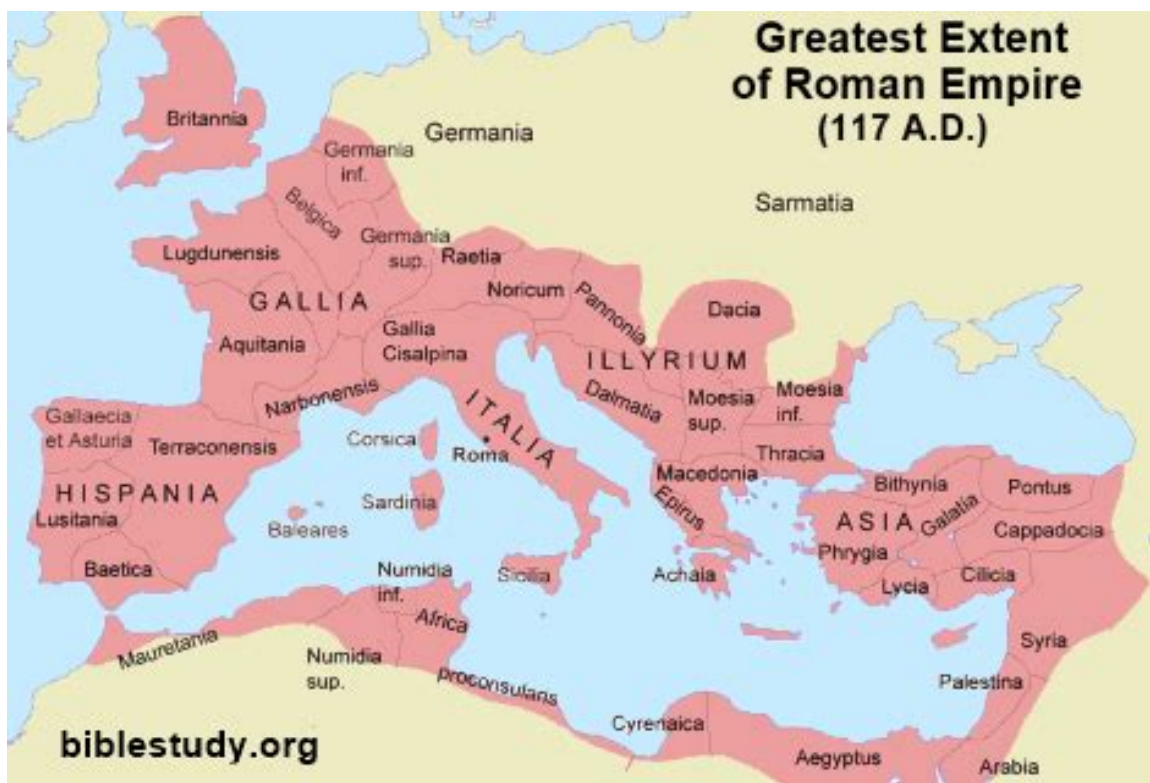 Greatest Extent
of Roman Empire
(117 A.D.)
Britannia
Germania
inf.
Germania
Sarmatia
Belgica
Lugdunensis
Germania
sup.
Raetia
Noricum
Pannonia
Dacia
GALLIA
Aquitania
Gallia
Cisalpina
ILLYRIUM
Narbonensis
Dalmatia
Moesia
sup.
Moesia
inf.
Gallaecia
et Asturia
Terraconensis
Corsica
ITALIA
Roma
Thracia
Macedonia
HISPANIA
Lusitania
Baleares
Sardinia
Epirus
Bithynia
Pontus
ASIA
Galatia
Cappadocia
Phrygia
Baetica
Numidia
inf.
Sicilia
Achaia
Lycia
Cilicia
Africa
Mauretania
Numidia
sup.
proconsulans
Syria
Palestina
Cyrenaica
Aegyptus
Arabia
biblestudy.org